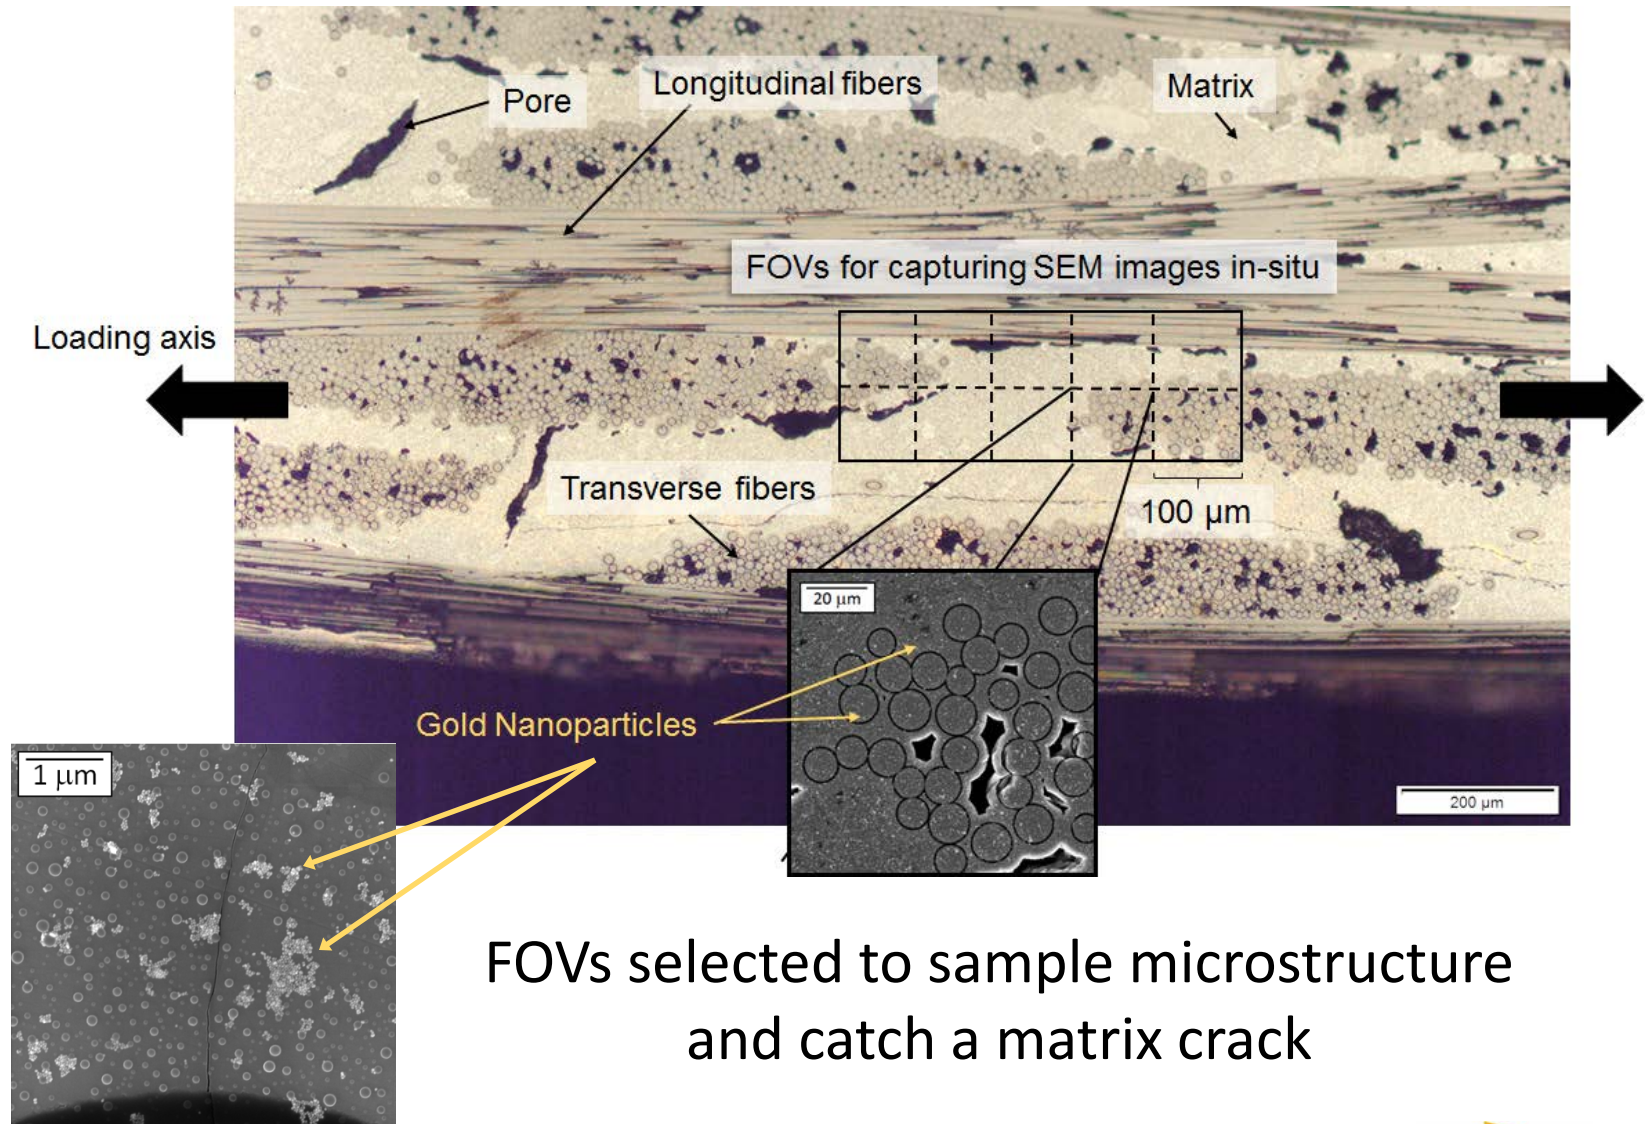 Pore
Longitudinal fibers
Matrix
FOVs for capturing SEM images in-situ
Loading axis
Transverse fibers
100 µm
20 µm
Gold Nanoparticles
1 µm
200 µm
FOVs selected to sample microstructure
and catch a matrix crack